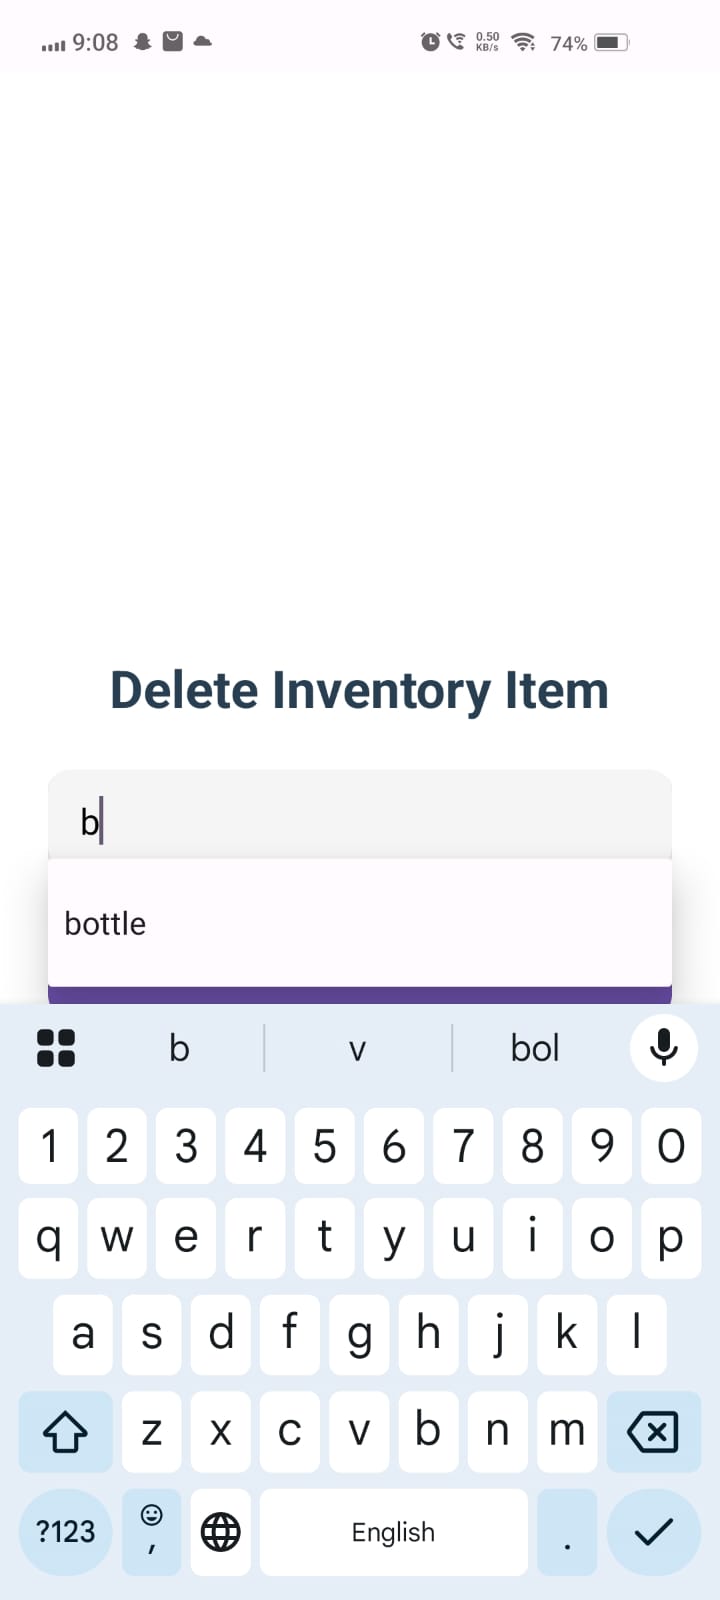 9:08 0.50 KB/s 74%
Delete Inventory Item
b
bottle
b v bol
1 2 3 4 5 6 7 8 9 0
q w e r t y u i o p
a s d f g h j k l
z x c v b n m
?123 , English .